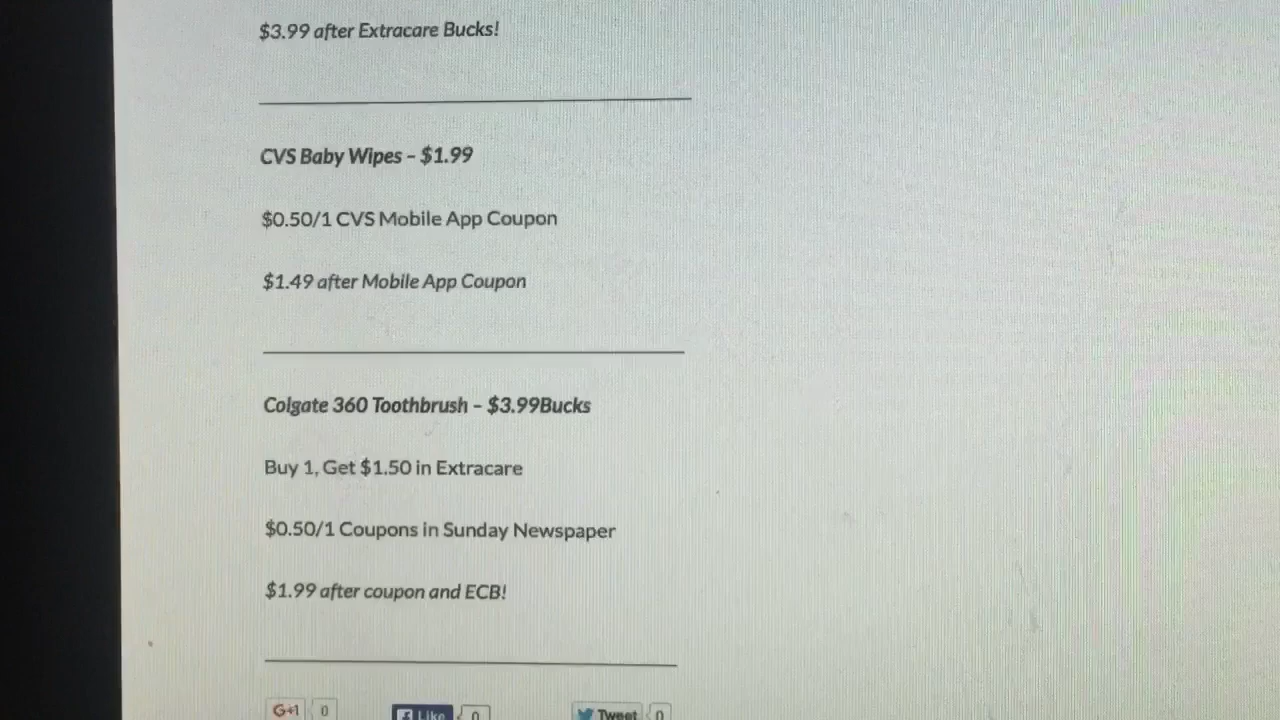 $3.99 after Extracare Bucks!
CVS Baby Wipes – $1.99
$0.50/1 CVS Mobile App Coupon
$1.49 after Mobile App Coupon
Colgate 360 Toothbrush – $3.99Bucks
Buy 1, Get $1.50 in Extracare
$0.50/1 Coupons in Sunday Newspaper
$1.99 after coupon and ECB!
G+1 0 Like 0 Tweet 0